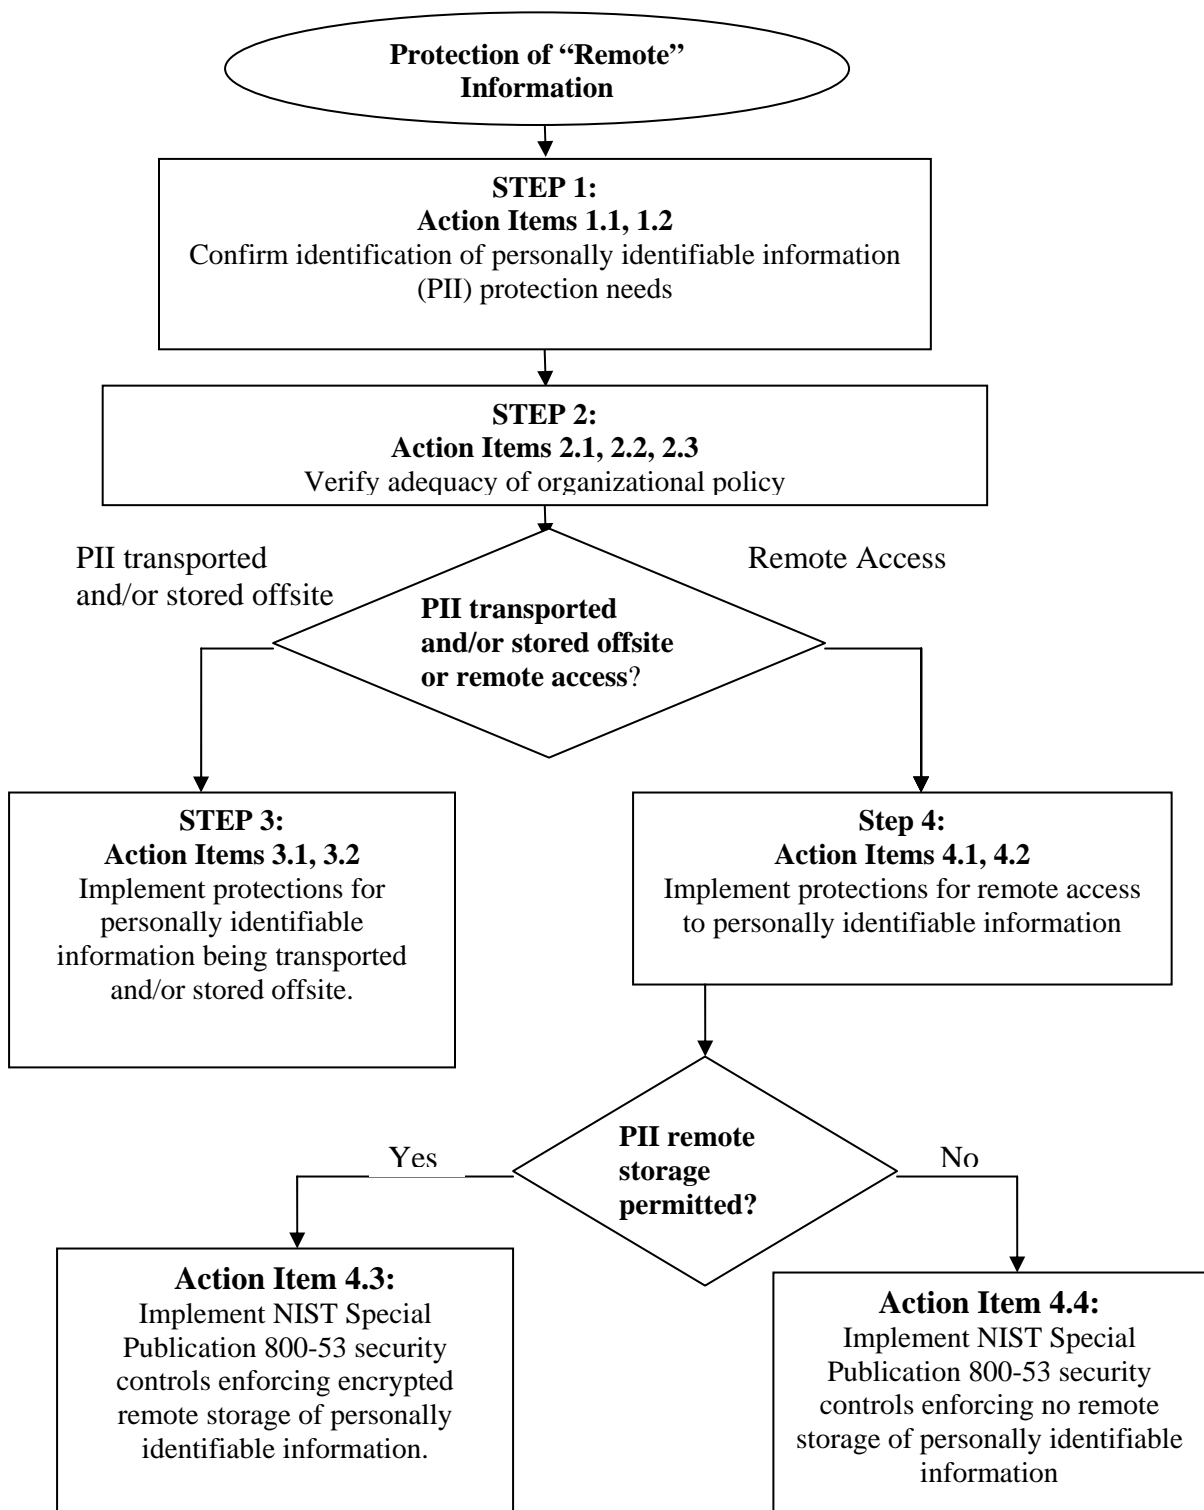 Protection of “Remote”
Information
STEP 1:
Action Items 1.1, 1.2
Confirm identification of personally identifiable information
(PII) protection needs
STEP 2:
Action Items 2.1, 2.2, 2.3
Verify adequacy of organizational policy
PII transported
and/or stored offsite
Remote Access
PII transported
and/or stored offsite
or remote access?
STEP 3:
Action Items 3.1, 3.2
Implement protections for
personally identifiable
information being transported
and/or stored offsite.
Step 4:
Action Items 4.1, 4.2
Implement protections for remote access
to personally identifiable information
PII remote
storage
permitted?
Yes
No
Action Item 4.3:
Implement NIST Special
Publication 800-53 security
controls enforcing encrypted
remote storage of personally
identifiable information.
Action Item 4.4:
Implement NIST Special
Publication 800-53 security
controls enforcing no remote
storage of personally identifiable
information